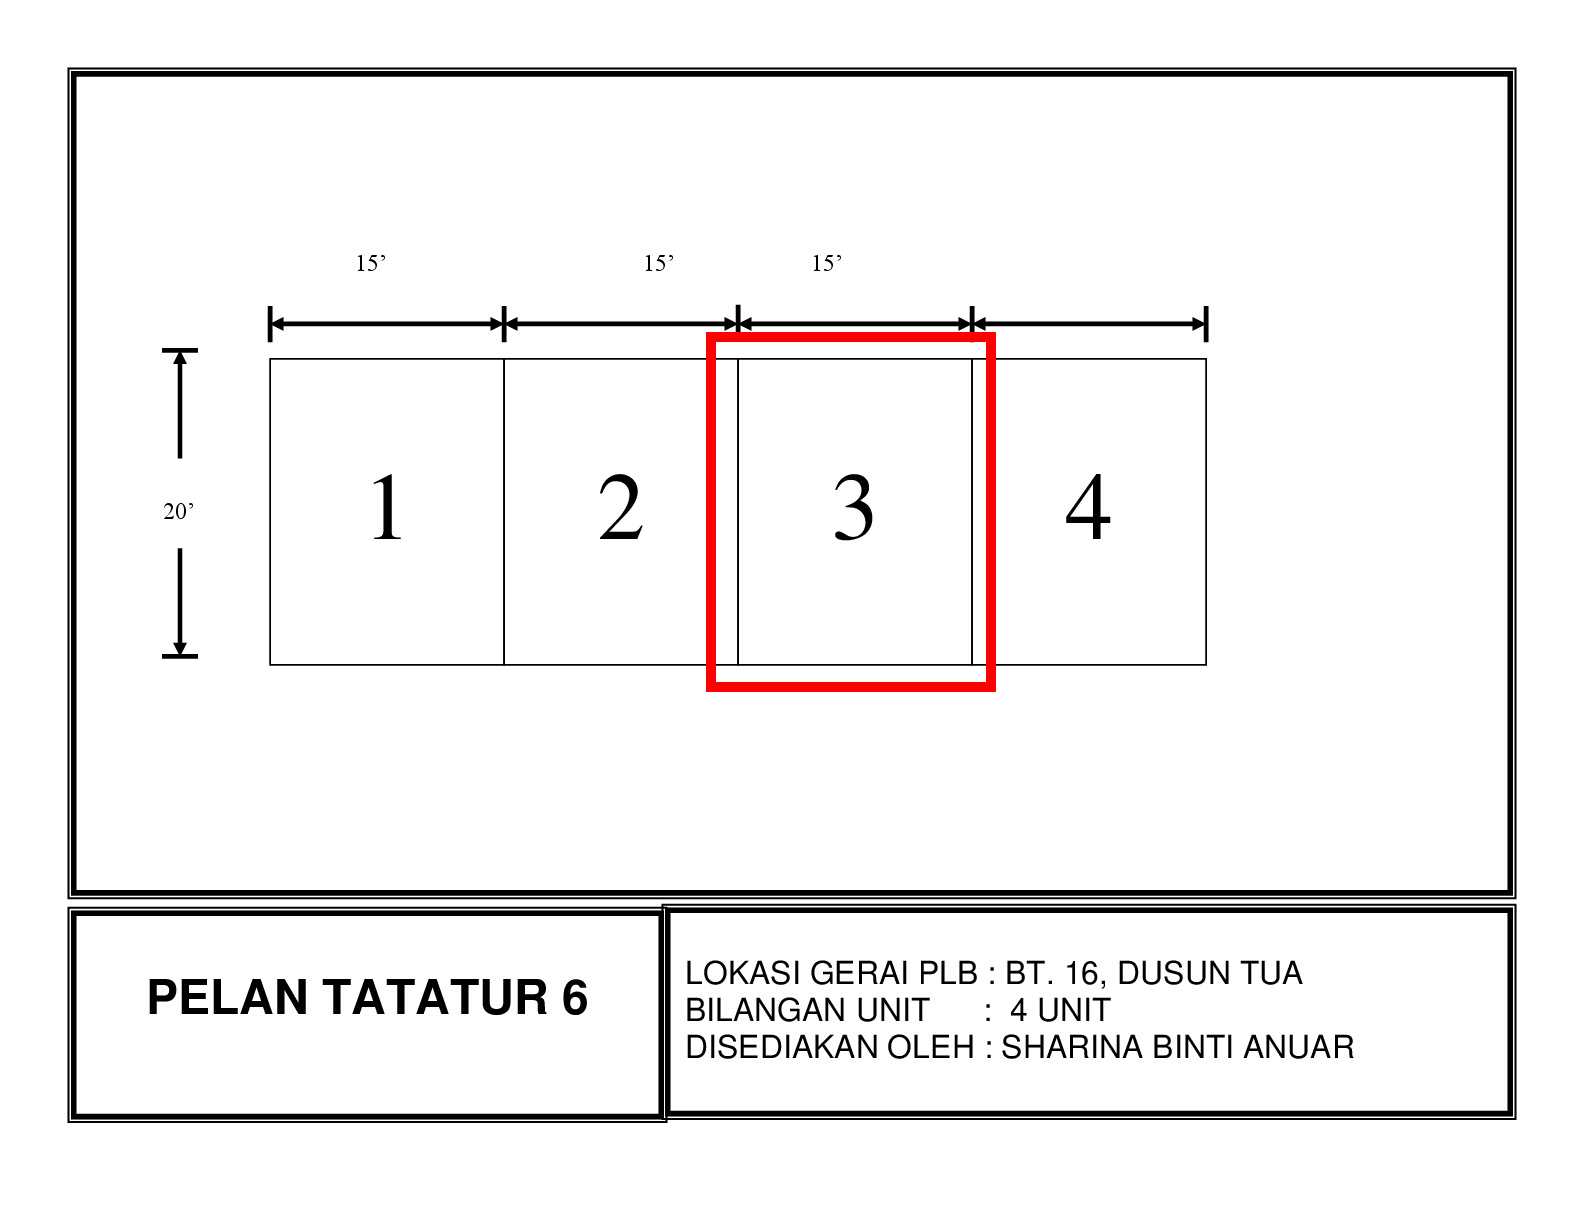 15’ 15’ 15’
20’
1 2 3 4
PELAN TATATUR 6
LOKASI GERAI PLB : BT. 16, DUSUN TUA
BILANGAN UNIT : 4 UNIT
DISEDIAKAN OLEH : SHARINA BINTI ANUAR